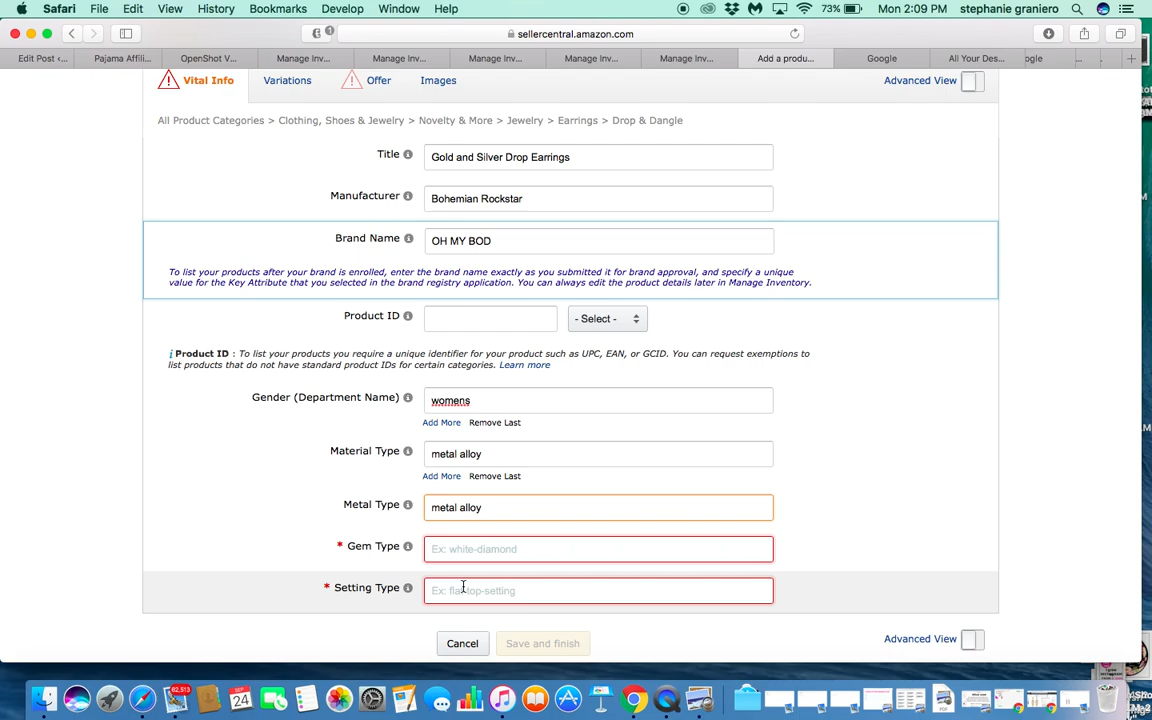 Safari File Edit View History Bookmarks Develop Window Help 73% Mon 2:09 PM stephanie graniero
sellercentral.amazon.com
Edit Post ‹... Pajama Affili... OpenShot V... Manage Inv... Manage Inv... Manage Inv... Manage Inv... Manage Inv... Add a produ... Google All Your Des... ogle ...
Vital Info Variations Offer Images Advanced View
All Product Categories > Clothing, Shoes & Jewelry > Novelty & More > Jewelry > Earrings > Drop & Dangle
Title Gold and Silver Drop Earrings
Manufacturer Bohemian Rockstar
Brand Name OH MY BOD
To list your products after your brand is enrolled, enter the brand name exactly as you submitted it for brand approval, and specify a unique
value for the Key Attribute that you selected in the brand registry application. You can always edit the product details later in Manage Inventory.
Product ID - Select -
Product ID : To list your products you require a unique identifier for your product such as UPC, EAN, or GCID. You can request exemptions to
list products that do not have standard product IDs for certain categories. Learn more
Gender (Department Name) womens
Add More Remove Last
Material Type metal alloy
Add More Remove Last
Metal Type metal alloy
* Gem Type Ex: white-diamond
* Setting Type Ex: flat-top-setting
Cancel Save and finish Advanced View
62,513 SEP 24